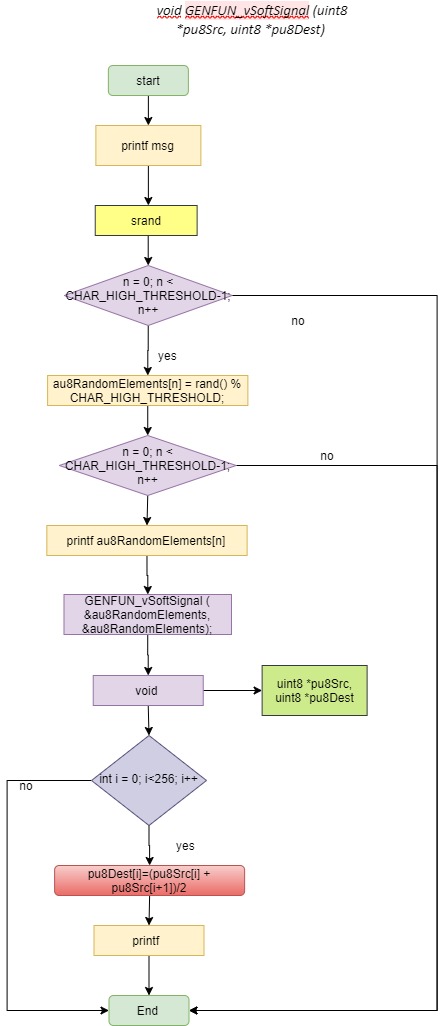 void GENFUN_vSoftSignal (uint8
*pu8Src, uint8 *pu8Dest)
start
printf msg
srand
n = 0; n <
CHAR_HIGH_THRESHOLD-1;
n++
no
yes
au8RandomElements[n] = rand() %
CHAR_HIGH_THRESHOLD;
n = 0; n <
CHAR_HIGH_THRESHOLD-1;
n++
no
printf au8RandomElements[n]
GENFUN_vSoftSignal (
&au8RandomElements,
&au8RandomElements);
void
uint8 *pu8Src,
uint8 *pu8Dest
int i = 0; i<256; i++
no
yes
pu8Dest[i]=(pu8Src[i] +
pu8Src[i+1])/2
printf
End